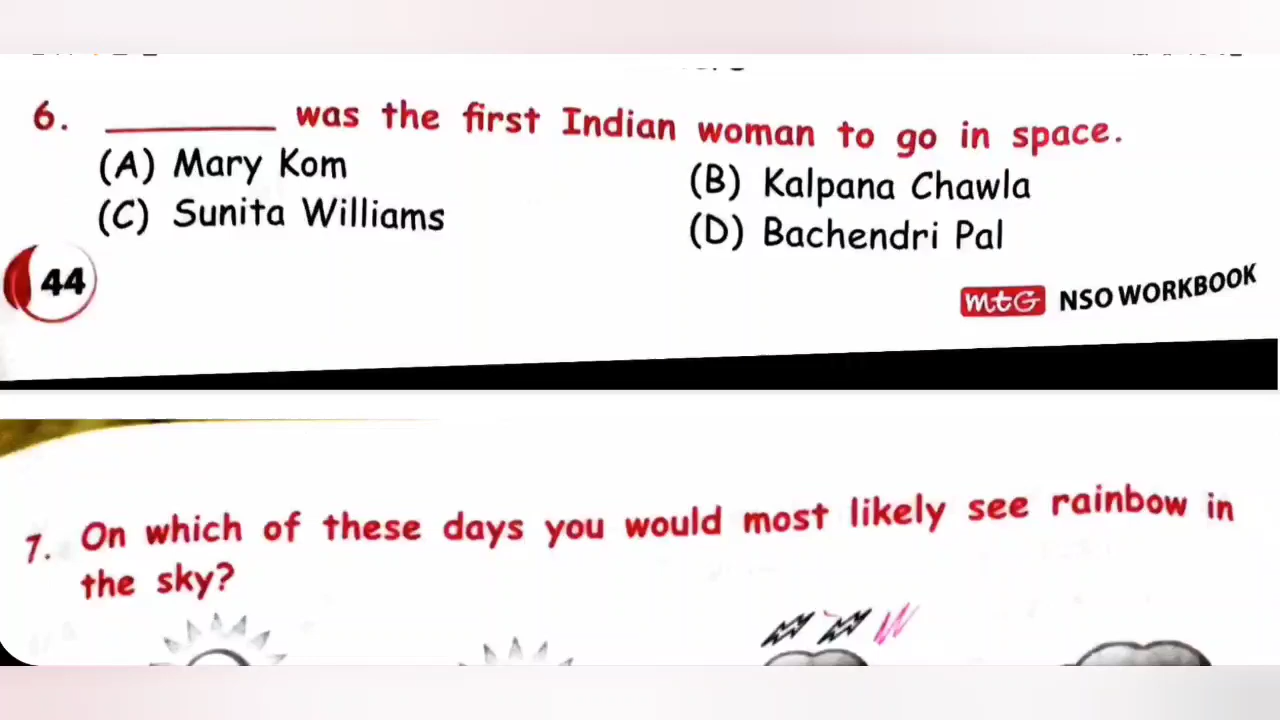 6. ________ was the first Indian woman to go in space.
(A) Mary Kom (B) Kalpana Chawla
(C) Sunita Williams (D) Bachendri Pal
44
mtG NSO WORKBOOK
7. On which of these days you would most likely see rainbow in
the sky?